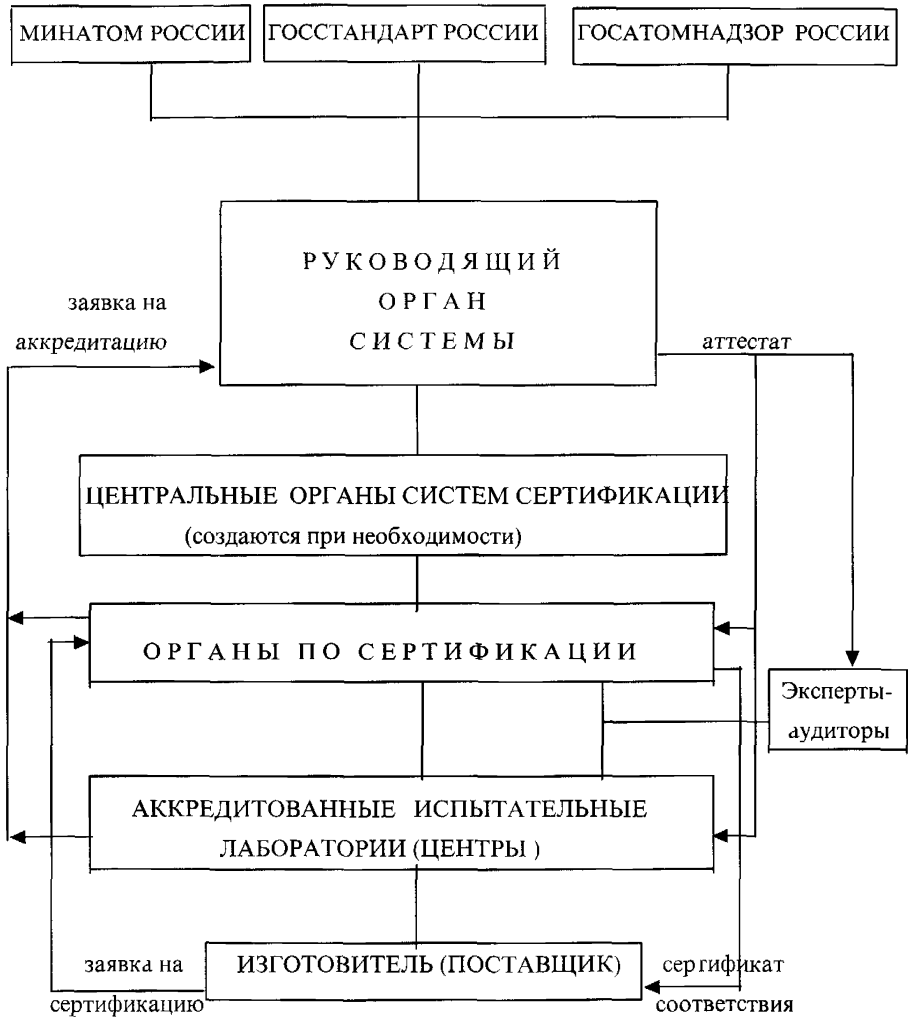 МИНАТОМ РОССИИ
ГОССТАНДАРТ РОССИИ
ГОСАТОМНАДЗОР РОССИИ
РУКОВОДЯЩИЙ
ОРГАН
СИСТЕМЫ
заявка на
аккредитацию
аттестат
ЦЕНТРАЛЬНЫЕ ОРГАНЫ СИСТЕМ СЕРТИФИКАЦИИ
(создаются при необходимости)
ОРГАНЫ ПО СЕРТИФИКАЦИИ
Эксперты-
аудиторы
АККРЕДИТОВАННЫЕ ИСПЫТАТЕЛЬНЫЕ
ЛАБОРАТОРИИ (ЦЕНТРЫ)
ИЗГОТОВИТЕЛЬ (ПОСТАВЩИК)
заявка на
сертификацию
сертификат
соответствия